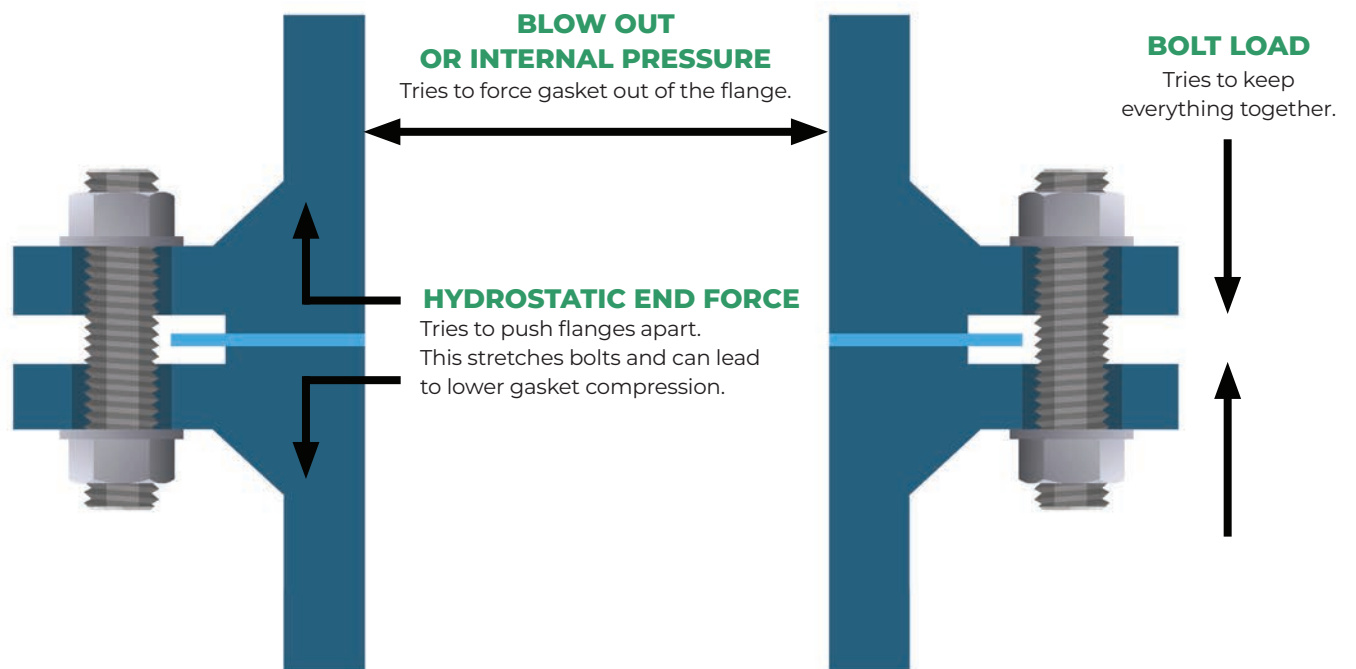 BLOW OUT
OR INTERNAL PRESSURE
Tries to force gasket out of the flange.
BOLT LOAD
Tries to keep
everything together.
HYDROSTATIC END FORCE
Tries to push flanges apart.
This stretches bolts and can lead
to lower gasket compression.